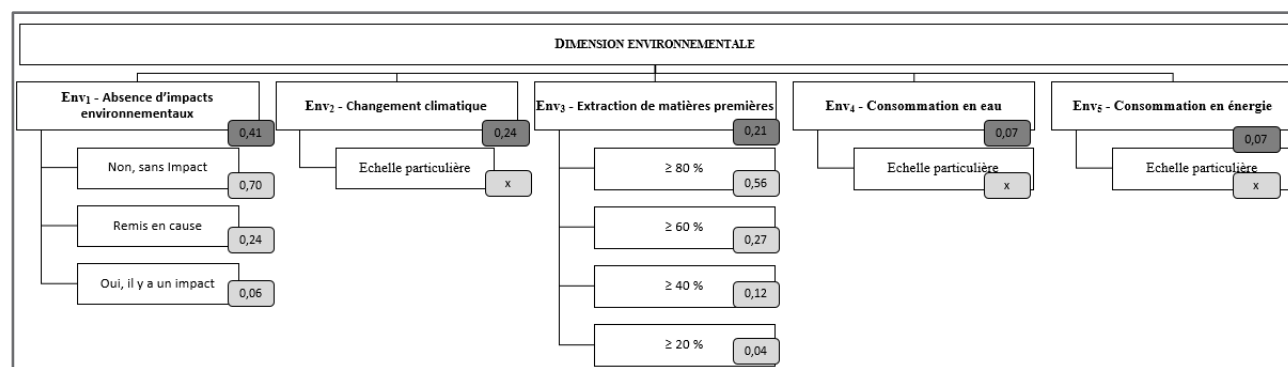 DIMENSION ENVIRONNEMENTALE
Env1 - Absence d'impacts
environnementaux
0,41
Non, sans Impact
0,70
Remis en cause
0,24
Oui, il y a un impact
0,06
Env2 - Changement climatique
0,24
Echelle particulière
x
Env3 - Extraction de matières premières
0,21
≥ 80 %
0,56
≥ 60 %
0,27
≥ 40 %
0,12
≥ 20 %
0,04
Env4 - Consommation en eau
0,07
Echelle particulière
x
Env5 - Consommation en énergie
0,07
Echelle particulière
x